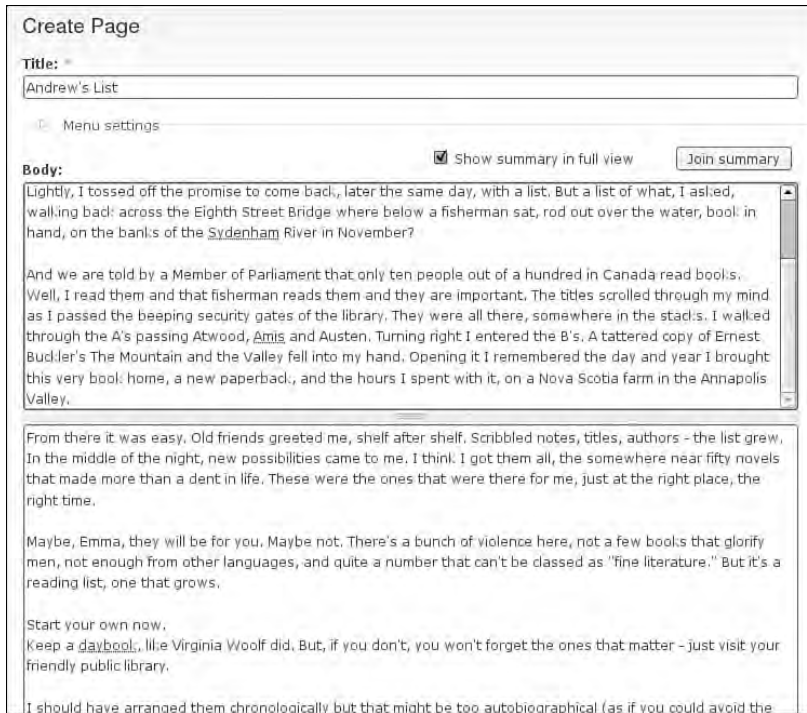 Create Page
Title: *
Andrew's List
Menu settings
Show summary in full view
Join summary
Body:
Lightly, I tossed off the promise to come back, later the same day, with a list. But a list of what, I asked,
walking back across the Eighth Street Bridge where below a fisherman sat, rod out over the water, book in
hand, on the banks of the Sydenham River in November?
And we are told by a Member of Parliament that only ten people out of a hundred in Canada read books.
Well, I read them and that fisherman reads them and they are important. The titles scrolled through my mind
as I passed the beeping security gates of the library. They were all there, somewhere in the stacks. I walked
through the A's passing Atwood, Amis and Austen. Turning right I entered the B's. A tattered copy of Ernest
Buckler's The Mountain and the Valley fell into my hand. Opening it I remembered the day and year I brought
this very book home, a new paperback, and the hours I spent with it, on a Nova Scotia farm in the Annapolis
Valley.
From there it was easy. Old friends greeted me, shelf after shelf. Scribbled notes, titles, authors - the list grew.
In the middle of the night, new possibilities came to me. I think I got them all, the somewhere near fifty novels
that made more than a dent in life. These were the ones that were there for me, just at the right place, the
right time.
Maybe, Emma, they will be for you. Maybe not. There's a bunch of violence here, not a few books that glorify
men, not enough from other languages, and quite a number that can't be classed as "fine literature." But it's a
reading list, one that grows.
Start your own now.
Keep a daybook, like Virginia Woolf did. But, if you don't, you won't forget the ones that matter - just visit your
friendly public library.
I should have arranged them chronologically but that might be too autobiographical (as if you could avoid the